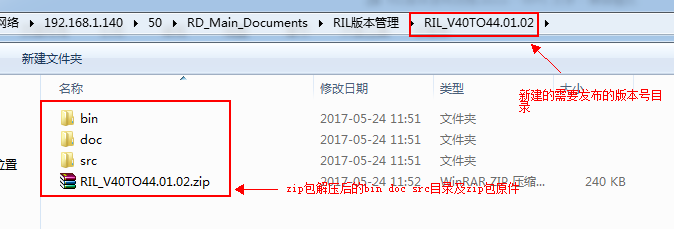 网络 ▸ 192.168.1.140 ▸ 50 ▸ RD_Main_Documents ▸ RIL版本管理 ▸ RIL_V40TO44.01.02 ▸
新建文件夹
名称 修改日期 类型 大小
新建的需要发布的版本号目
录
bin 2017-05-24 11:51 文件夹
doc 2017-05-24 11:51 文件夹
位置
src 2017-05-24 11:51 文件夹
RIL_V40TO44.01.02.zip 2017-05-24 11:52 WinRAR ZIP 压缩... 240 KB
zip包解压后的bin doc src目录及zip包原件